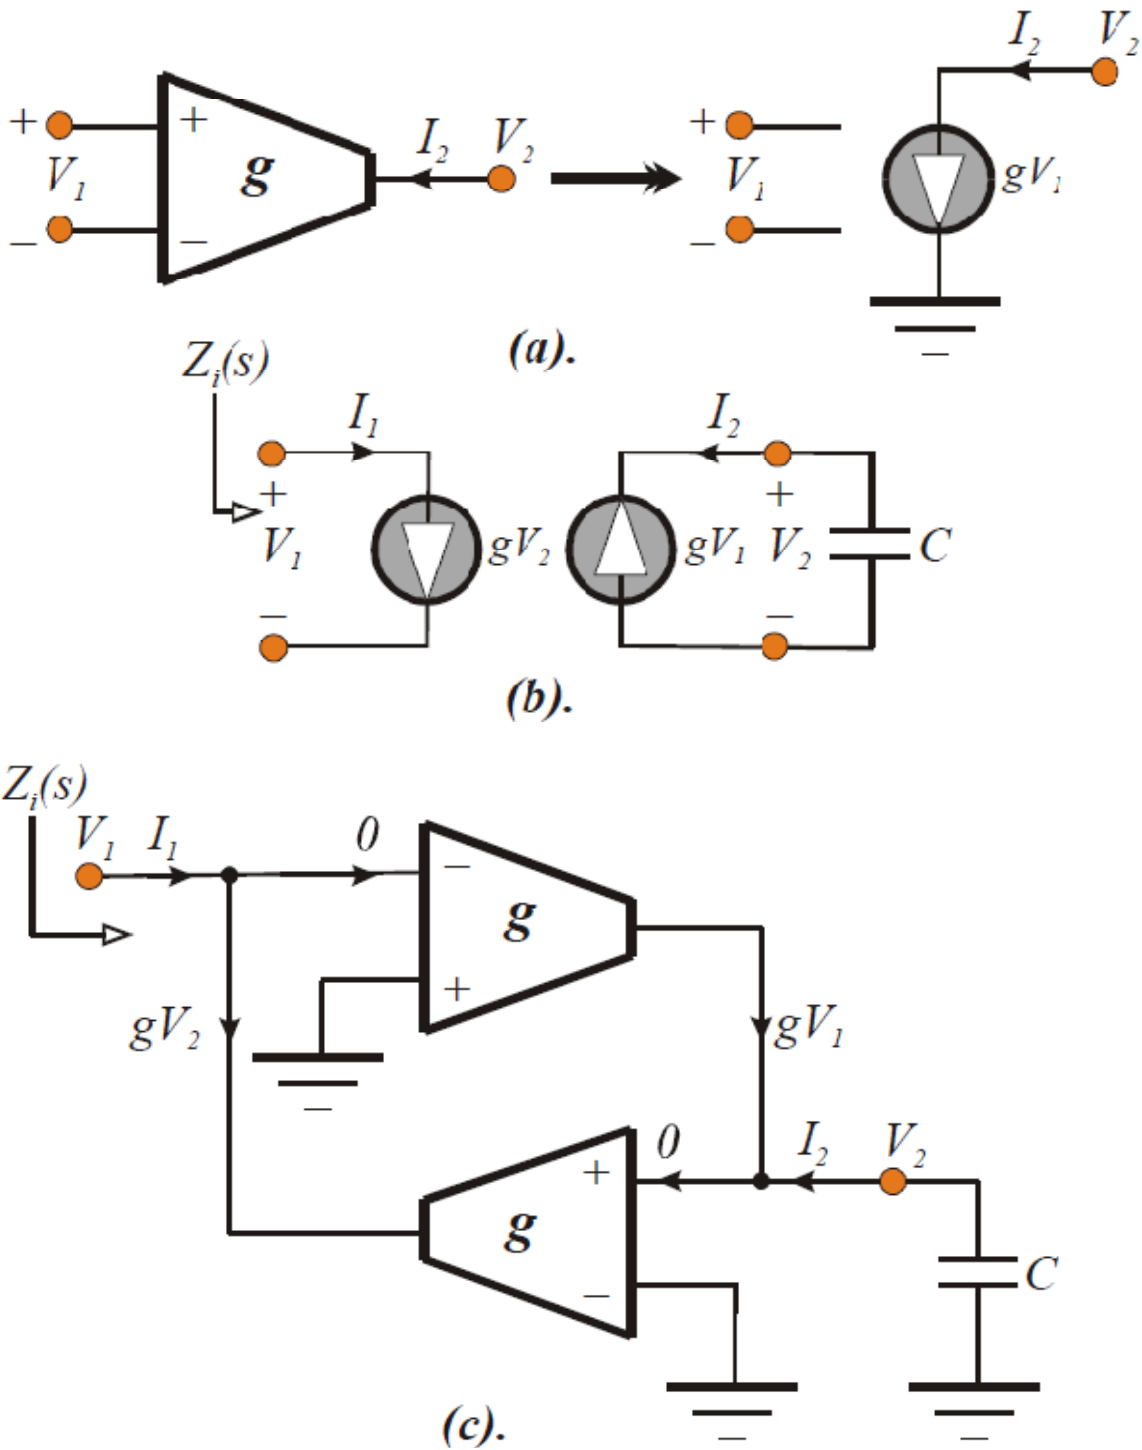 I₂ V₂
+ + g I₂ V₂ + gV₁
V₁ V₁
− − −
(a).
Zᵢ(s)
I₁ I₂
+ +
V₁ gV₂ gV₁ V₂ C
− −
(b).
Zᵢ(s)
V₁ I₁ 0
−
g
+
gV₂ gV₁
0 I₂ V₂
+
g
− C
(c).